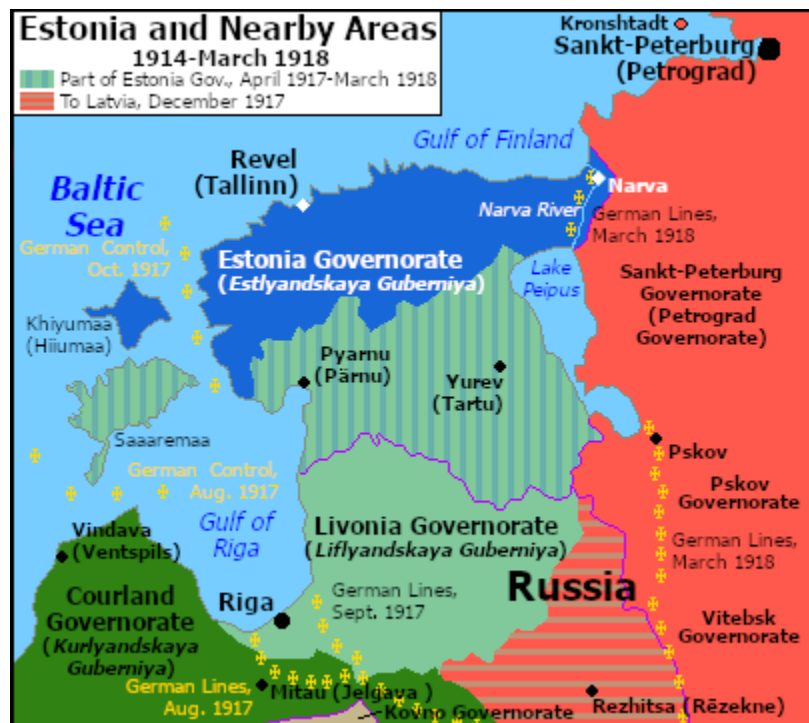 Estonia and Nearby Areas
1914-March 1918
Part of Estonia Gov., April 1917-March 1918
To Latvia, December 1917
Kronshtadt
Sankt-Peterburg
(Petrograd)
Gulf of Finland
Revel
(Tallinn)
Narva
Baltic
Sea
Narva River
German Lines,
March 1918
German Control,
Oct. 1917
Estonia Governorate
(Estlyandskaya Guberniya)
Lake
Peipus
Sankt-Peterburg
Governorate
(Petrograd
Governorate)
Khiyumaa
(Hiiumaa)
Pyarnu
(Pärnu)
Yurev
(Tartu)
Saaaremaa
Pskov
German Control,
Aug. 1917
Pskov
Governorate
Gulf of
Riga
Livonia Governorate
(Liflyandskaya Guberniya)
Vindava
(Ventspils)
German Lines,
March 1918
Russia
Courland
Governorate
(Kurlyandskaya
Guberniya)
Riga
German Lines,
Sept. 1917
Vitebsk
Governorate
German Lines,
Aug. 1917
Mitau (Jelgava )
Kovno Governorate
Rezhitsa (Rēzekne)